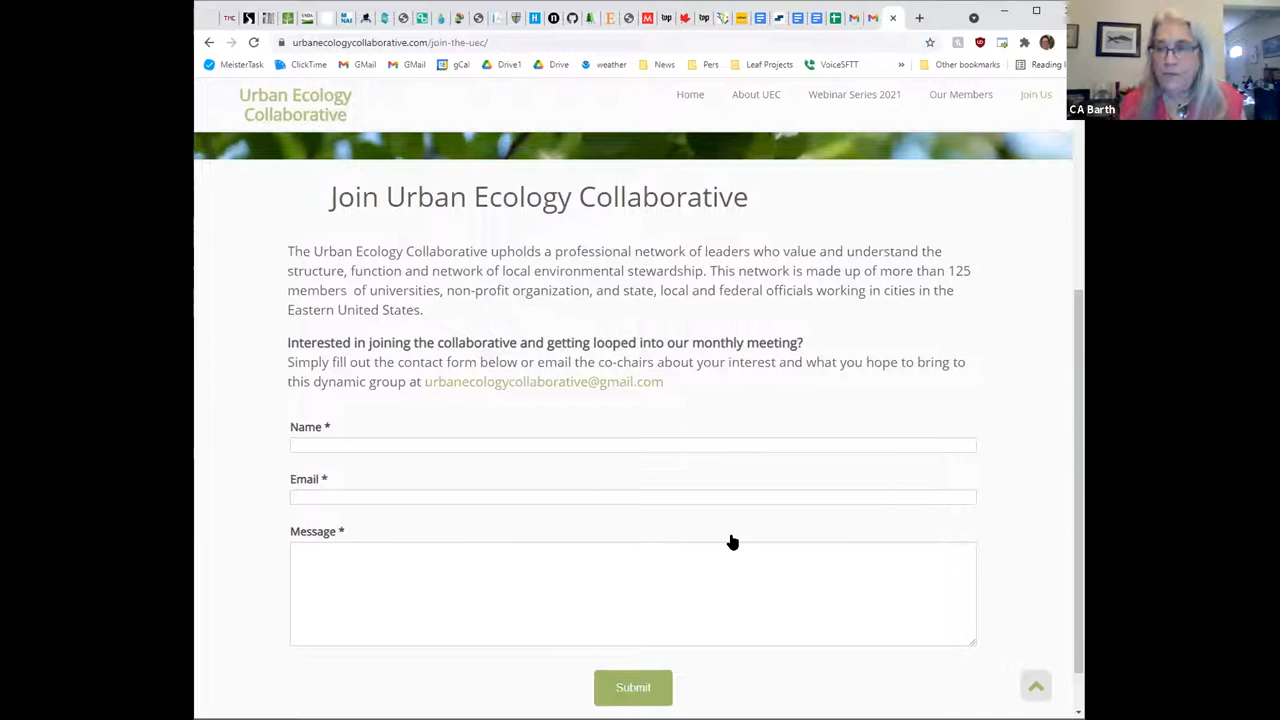 TMC
urbanecologycollaborative.com/join-the-uec/
MeisterTask ClickTime GMail GMail gCal Drive1 Drive weather News Pers Leaf Projects VoiceSFTT » Other bookmarks Reading
CA Barth
Urban Ecology
Collaborative
Home About UEC Webinar Series 2021 Our Members Join Us
Join Urban Ecology Collaborative
The Urban Ecology Collaborative upholds a professional network of leaders who value and understand the
structure, function and network of local environmental stewardship. This network is made up of more than 125
members of universities, non-profit organization, and state, local and federal officials working in cities in the
Eastern United States.
Interested in joining the collaborative and getting looped into our monthly meeting?
Simply fill out the contact form below or email the co-chairs about your interest and what you hope to bring to
this dynamic group at urbanecologycollaborative@gmail.com
Name *
Email *
Message *
Submit